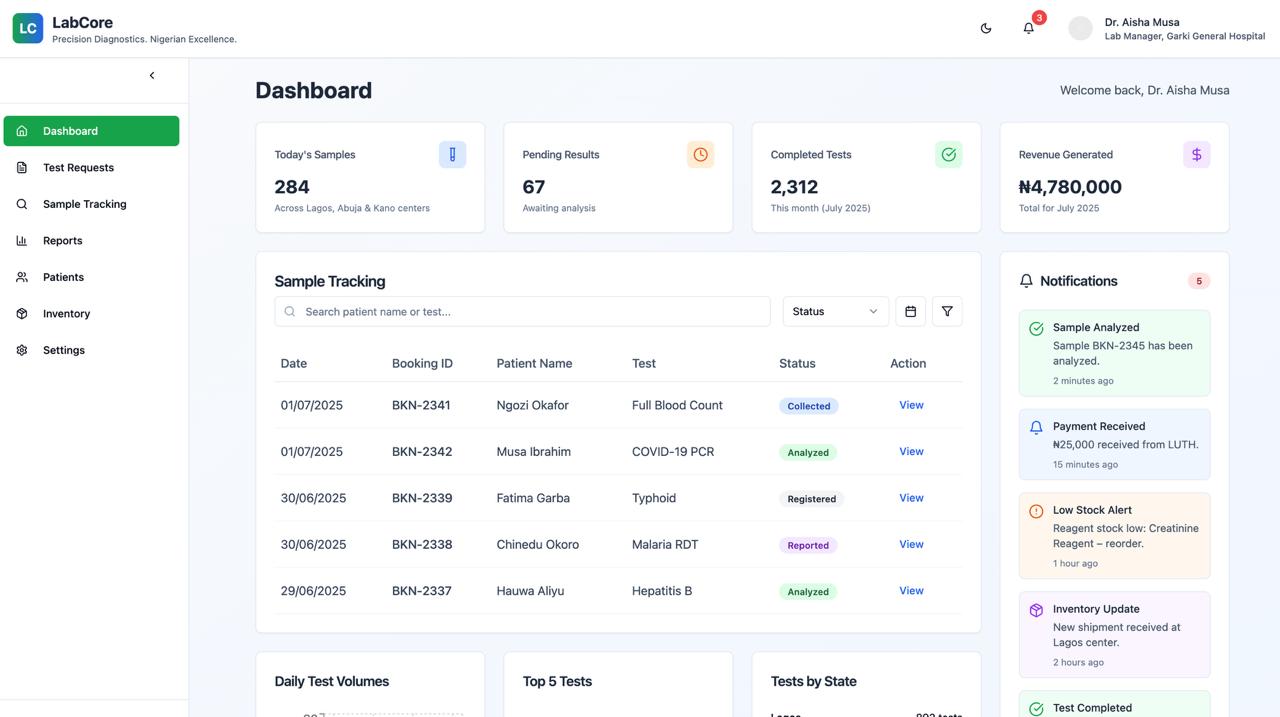 LC
LabCore
Precision Diagnostics. Nigerian Excellence.
3
Dr. Aisha Musa
Lab Manager, Garki General Hospital
Dashboard
Test Requests
Sample Tracking
Reports
Patients
Inventory
Settings
Dashboard
Welcome back, Dr. Aisha Musa
Today's Samples
284
Across Lagos, Abuja & Kano centers
Pending Results
67
Awaiting analysis
Completed Tests
2,312
This month (July 2025)
Revenue Generated
₦4,780,000
Total for July 2025
Sample Tracking
Search patient name or test...
Status
Date Booking ID Patient Name Test Status Action
01/07/2025 BKN-2341 Ngozi Okafor Full Blood Count Collected View
01/07/2025 BKN-2342 Musa Ibrahim COVID-19 PCR Analyzed View
30/06/2025 BKN-2339 Fatima Garba Typhoid Registered View
30/06/2025 BKN-2338 Chinedu Okoro Malaria RDT Reported View
29/06/2025 BKN-2337 Hauwa Aliyu Hepatitis B Analyzed View
Notifications
5
Sample Analyzed
Sample BKN-2345 has been
analyzed.
2 minutes ago
Payment Received
₦25,000 received from LUTH.
15 minutes ago
Low Stock Alert
Reagent stock low: Creatinine
Reagent – reorder.
1 hour ago
Inventory Update
New shipment received at
Lagos center.
2 hours ago
Test Completed
Daily Test Volumes
Top 5 Tests
Tests by State